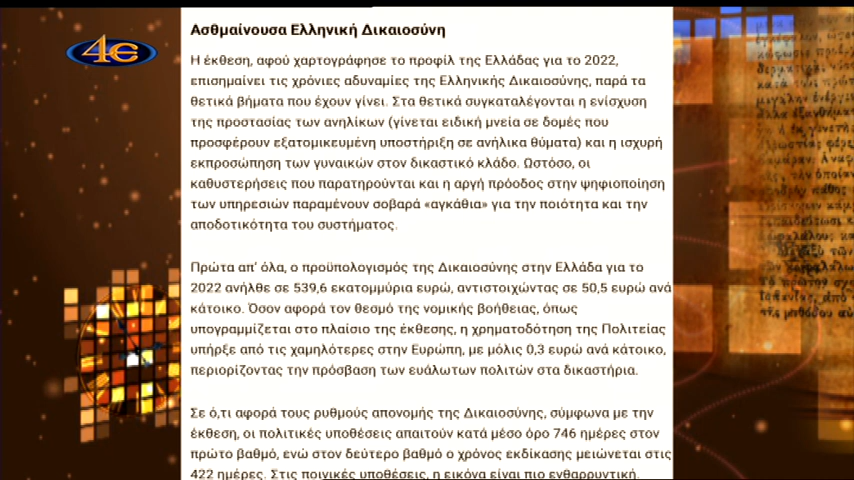 4ε
Ασθμαίνουσα Ελληνική Δικαιοσύνη
Η έκθεση, αφού χαρτογράφησε το προφίλ της Ελλάδας για το 2022,
επισημαίνει τις χρόνιες αδυναμίες της Ελληνικής Δικαιοσύνης, παρά τα
θετικά βήματα που έχουν γίνει. Στα θετικά συγκαταλέγονται η ενίσχυση
της προστασίας των ανηλίκων (γίνεται ειδική μνεία σε δομές που
προσφέρουν εξατομικευμένη υποστήριξη σε ανήλικα θύματα) και η ισχυρή
εκπροσώπηση των γυναικών στον δικαστικό κλάδο. Ωστόσο, οι
καθυστερήσεις που παρατηρούνται και η αργή πρόοδος στην ψηφιοποίηση
των υπηρεσιών παραμένουν σοβαρά «αγκάθια» για την ποιότητα και την
αποδοτικότητα του συστήματος.
Πρώτα απ’ όλα, ο προϋπολογισμός της Δικαιοσύνης στην Ελλάδα για το
2022 ανήλθε σε 539,6 εκατομμύρια ευρώ, αντιστοιχώντας σε 50,5 ευρώ ανά
κάτοικο. Όσον αφορά τον θεσμό της νομικής βοήθειας, όπως
υπογραμμίζεται στο πλαίσιο της έκθεσης, η χρηματοδότηση της Πολιτείας
υπήρξε από τις χαμηλότερες στην Ευρώπη, με μόλις 0,3 ευρώ ανά κάτοικο,
περιορίζοντας την πρόσβαση των ευάλωτων πολιτών στα δικαστήρια.
Σε ό,τι αφορά τους ρυθμούς απονομής της Δικαιοσύνης, σύμφωνα με την
έκθεση, οι πολιτικές υποθέσεις απαιτούν κατά μέσο όρο 746 ημέρες στον
πρώτο βαθμό, ενώ στον δεύτερο βαθμό ο χρόνος εκδίκασης μειώνεται στις
422 ημέρες. Στις ποινικές υποθέσεις, η εικόνα είναι πιο ενθαρρυντική.